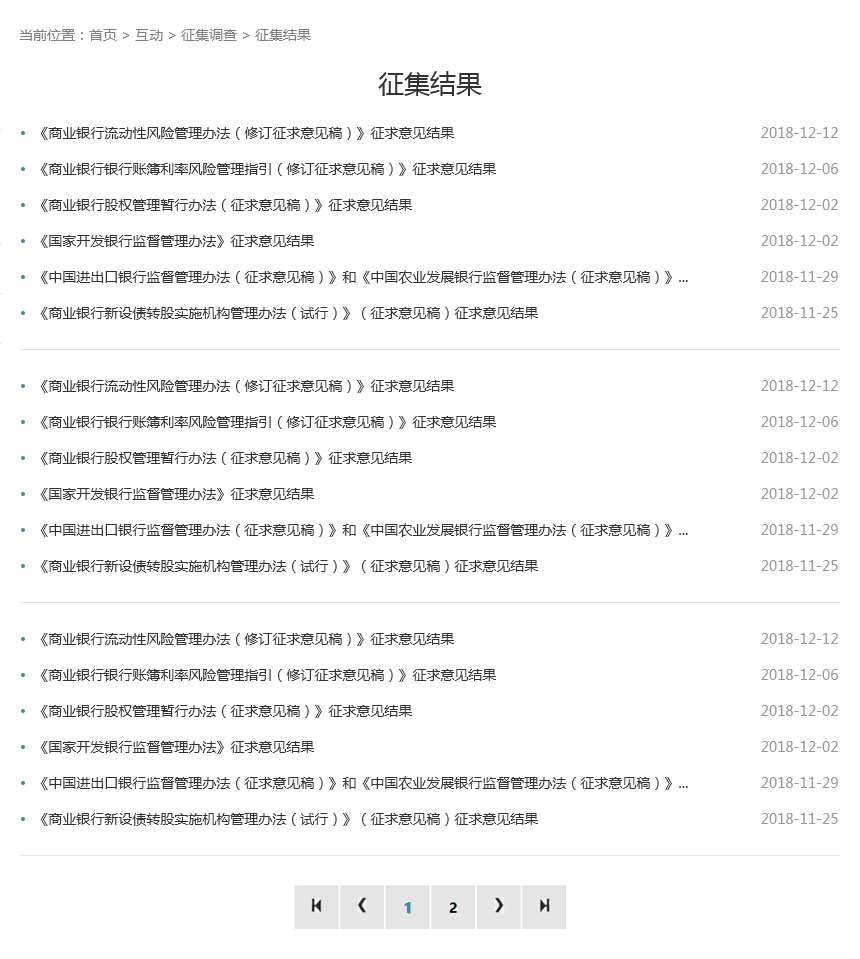 当前位置：首页 > 互动 > 征集调查 > 征集结果
征集结果
• 《商业银行流动性风险管理办法（修订征求意见稿）》征求意见结果 2018-12-12
• 《商业银行银行账簿利率风险管理指引（修订征求意见稿）》征求意见结果 2018-12-06
• 《商业银行股权管理暂行办法（征求意见稿）》征求意见结果 2018-12-02
• 《国家开发银行监督管理办法》征求意见结果 2018-12-02
• 《中国进出口银行监督管理办法（征求意见稿）》和《中国农业发展银行监督管理办法（征求意见稿）》... 2018-11-29
• 《商业银行新设债转股实施机构管理办法（试行）》（征求意见稿）征求意见结果 2018-11-25
• 《商业银行流动性风险管理办法（修订征求意见稿）》征求意见结果 2018-12-12
• 《商业银行银行账簿利率风险管理指引（修订征求意见稿）》征求意见结果 2018-12-06
• 《商业银行股权管理暂行办法（征求意见稿）》征求意见结果 2018-12-02
• 《国家开发银行监督管理办法》征求意见结果 2018-12-02
• 《中国进出口银行监督管理办法（征求意见稿）》和《中国农业发展银行监督管理办法（征求意见稿）》... 2018-11-29
• 《商业银行新设债转股实施机构管理办法（试行）》（征求意见稿）征求意见结果 2018-11-25
• 《商业银行流动性风险管理办法（修订征求意见稿）》征求意见结果 2018-12-12
• 《商业银行银行账簿利率风险管理指引（修订征求意见稿）》征求意见结果 2018-12-06
• 《商业银行股权管理暂行办法（征求意见稿）》征求意见结果 2018-12-02
• 《国家开发银行监督管理办法》征求意见结果 2018-12-02
• 《中国进出口银行监督管理办法（征求意见稿）》和《中国农业发展银行监督管理办法（征求意见稿）》... 2018-11-29
• 《商业银行新设债转股实施机构管理办法（试行）》（征求意见稿）征求意见结果 2018-11-25
1 2